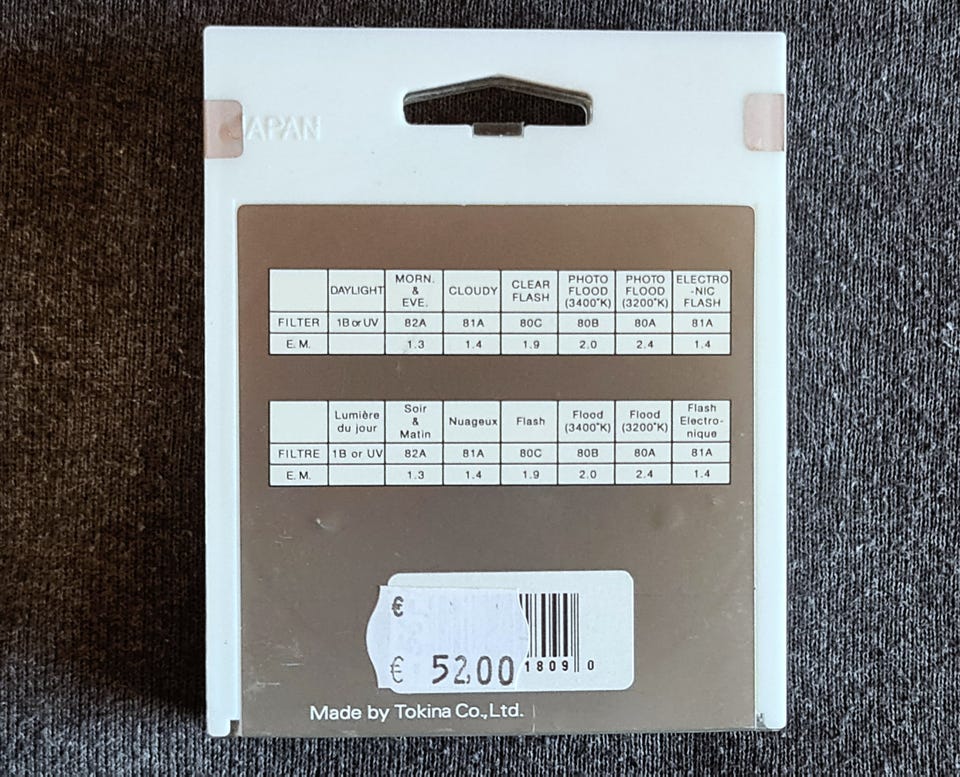 JAPAN
DAYLIGHT MORN. & EVE. CLOUDY CLEAR FLASH PHOTO FLOOD (3400°K) PHOTO FLOOD (3200°K) ELECTRO-NIC FLASH
FILTER 1B or UV 82A 81A 80C 80B 80A 81A
E.M. 1.3 1.4 1.9 2.0 2.4 1.4
Lumière du jour Soir & Matin Nuageux Flash Flood (3400°K) Flood (3200°K) Flash Electro-nique
FILTRE 1B or UV 82A 81A 80C 80B 80A 81A
E.M. 1.3 1.4 1.9 2.0 2.4 1.4
€
€ 52.00
1809 0
Made by Tokina Co.,Ltd.